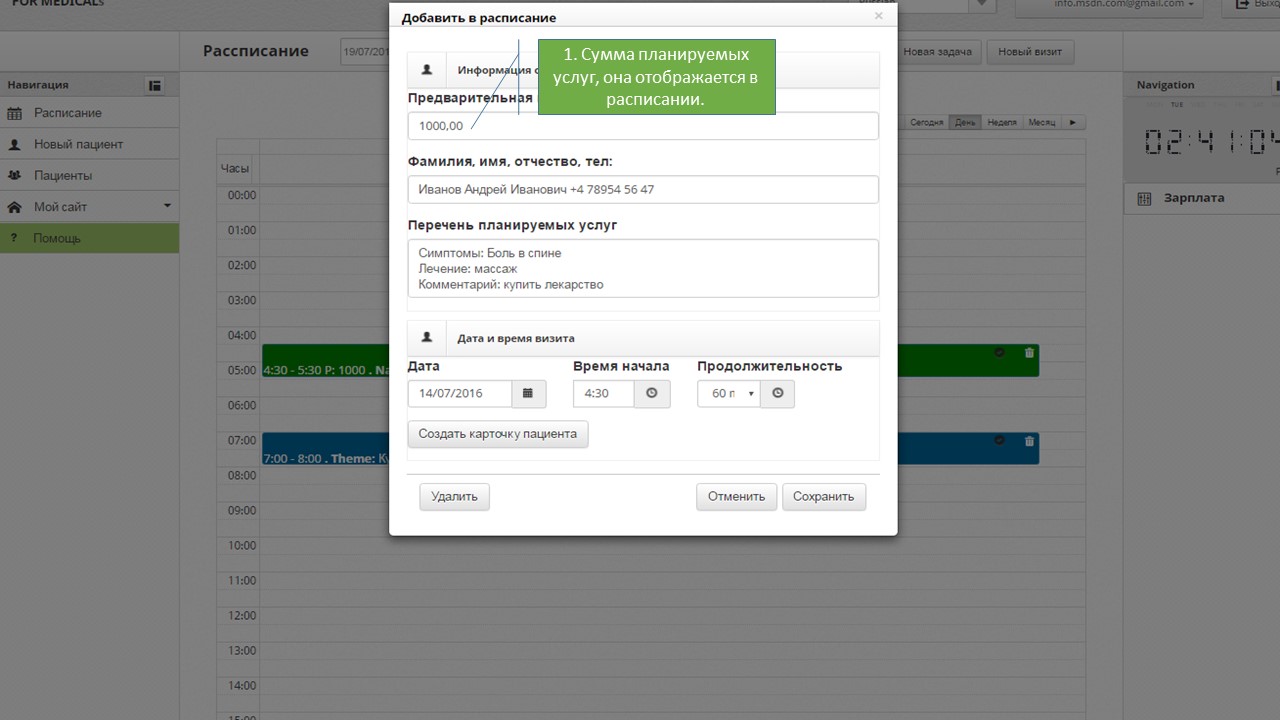 FOR MEDICALs
info.msdn.com@gmail.com
Добавить в расписание
×
Расписание
19/07/201
Новая задача
Новый визит
1. Сумма планируемых
услуг, она отображается в
расписании.
Навигация
Расписание
Новый пациент
Пациенты
Мой сайт
? Помощь
Navigation
TUE
02:41:04
Зарплата
Сегодня
День
Неделя
Месяц
Часы
00:00
01:00
02:00
03:00
04:00
05:00
06:00
07:00
08:00
09:00
10:00
11:00
12:00
13:00
14:00
15:00
4:30 - 5:30 P: 1000 . Na
7:00 - 8:00 . Theme:
Информация
Предварительная
1000,00
Фамилия, имя, отчество, тел:
Иванов Андрей Иванович +4 78954 56 47
Перечень планируемых услуг
Симптомы: Боль в спине
Лечение: массаж
Комментарий: купить лекарство
Дата и время визита
Дата
Время начала
Продолжительность
14/07/2016
4:30
60 п
Создать карточку пациента
Удалить
Отменить
Сохранить